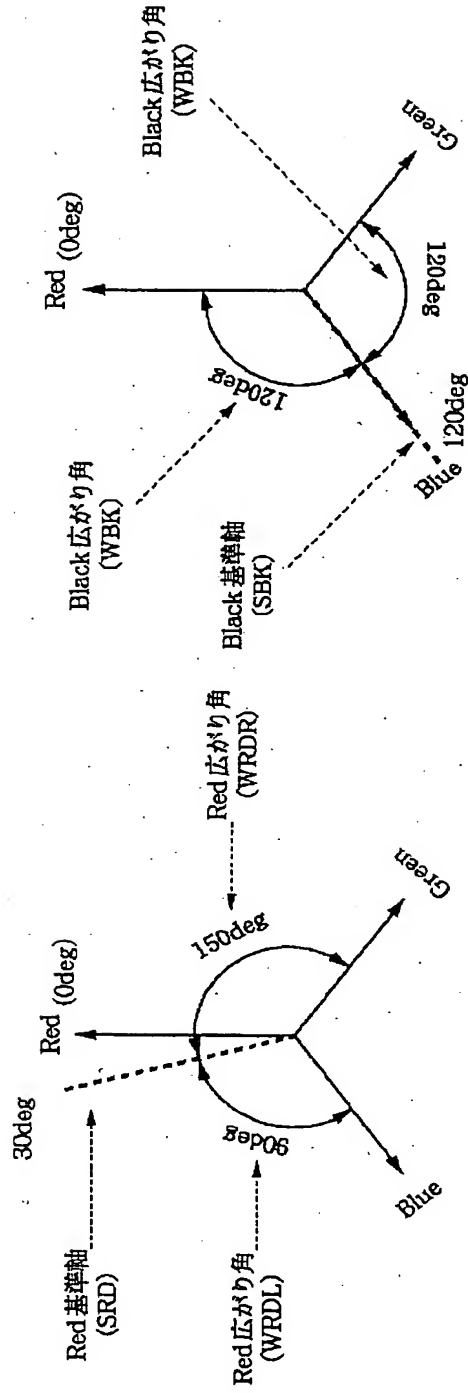 Red 基準軸
(SRD)
30deg
Red (0deg)
Red 広がり角
(WRDL)
90deg
150deg
Red 広がり角
(WRDR)
Blue
Green
Black 広がり角
(WBK)
Red (0deg)
Black 広がり角
(WBK)
120deg
120deg
Black 基準軸
(SBK)
Blue
120deg
Green